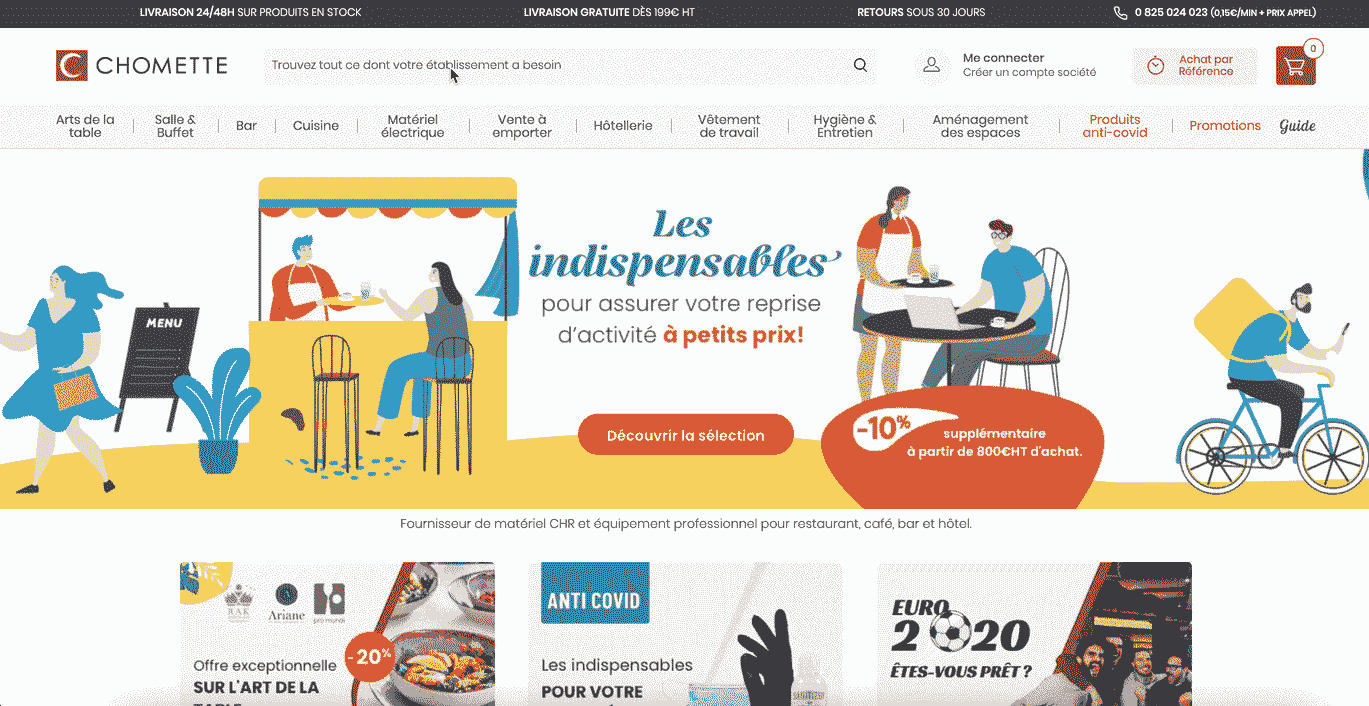 LIVRAISON 24/48H SUR PRODUITS EN STOCK
LIVRAISON GRATUITE DÈS 199€ HT
RETOURS SOUS 30 JOURS
0 825 024 023 (0,15€/MIN + PRIX APPEL)
C CHOMETTE
Trouvez tout ce dont votre établissement a besoin
Me connecter
Créer un compte société
Achat par
Référence
0
Arts de la
table
Salle &
Buffet
Bar
Cuisine
Matériel
électrique
Vente à
emporter
Hôtellerie
Vêtement
de travail
Hygiène &
Entretien
Aménagement
des espaces
Produits
anti-covid
Promotions
Guide
MENU
Les
indispensables
pour assurer votre reprise
d'activité à petits prix!
Découvrir la sélection
-10%
supplémentaire
à partir de 800€HT d'achat.
Fournisseur de matériel CHR et équipement professionnel pour restaurant, café, bar et hôtel.
RAK
Ariane
pro mundi
-20%
Offre exceptionnelle
SUR L'ART DE LA
TABLE
ANTI COVID
Les indispensables
POUR VOTRE
EURO
2020
ÊTES-VOUS PRÊT ?